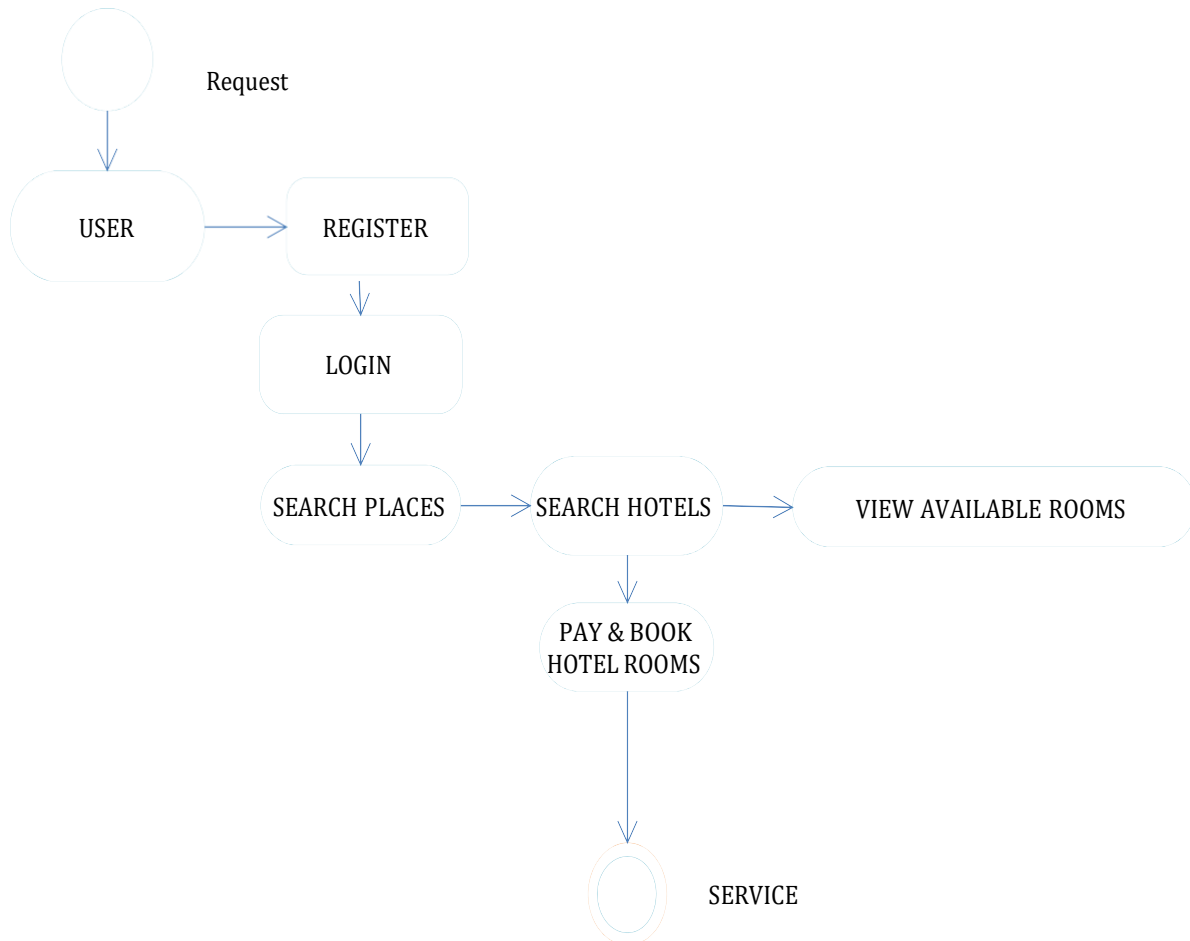 Request
USER
REGISTER
LOGIN
SEARCH PLACES
SEARCH HOTELS
VIEW AVAILABLE ROOMS
PAY & BOOK
HOTEL ROOMS
SERVICE